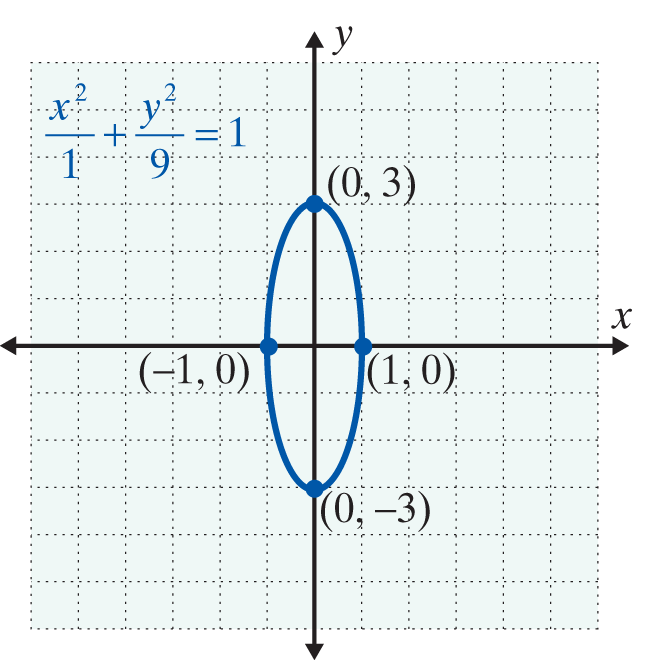 y
x²/1 + y²/9 = 1
(0, 3)
x
(–1, 0)
(1, 0)
(0, –3)